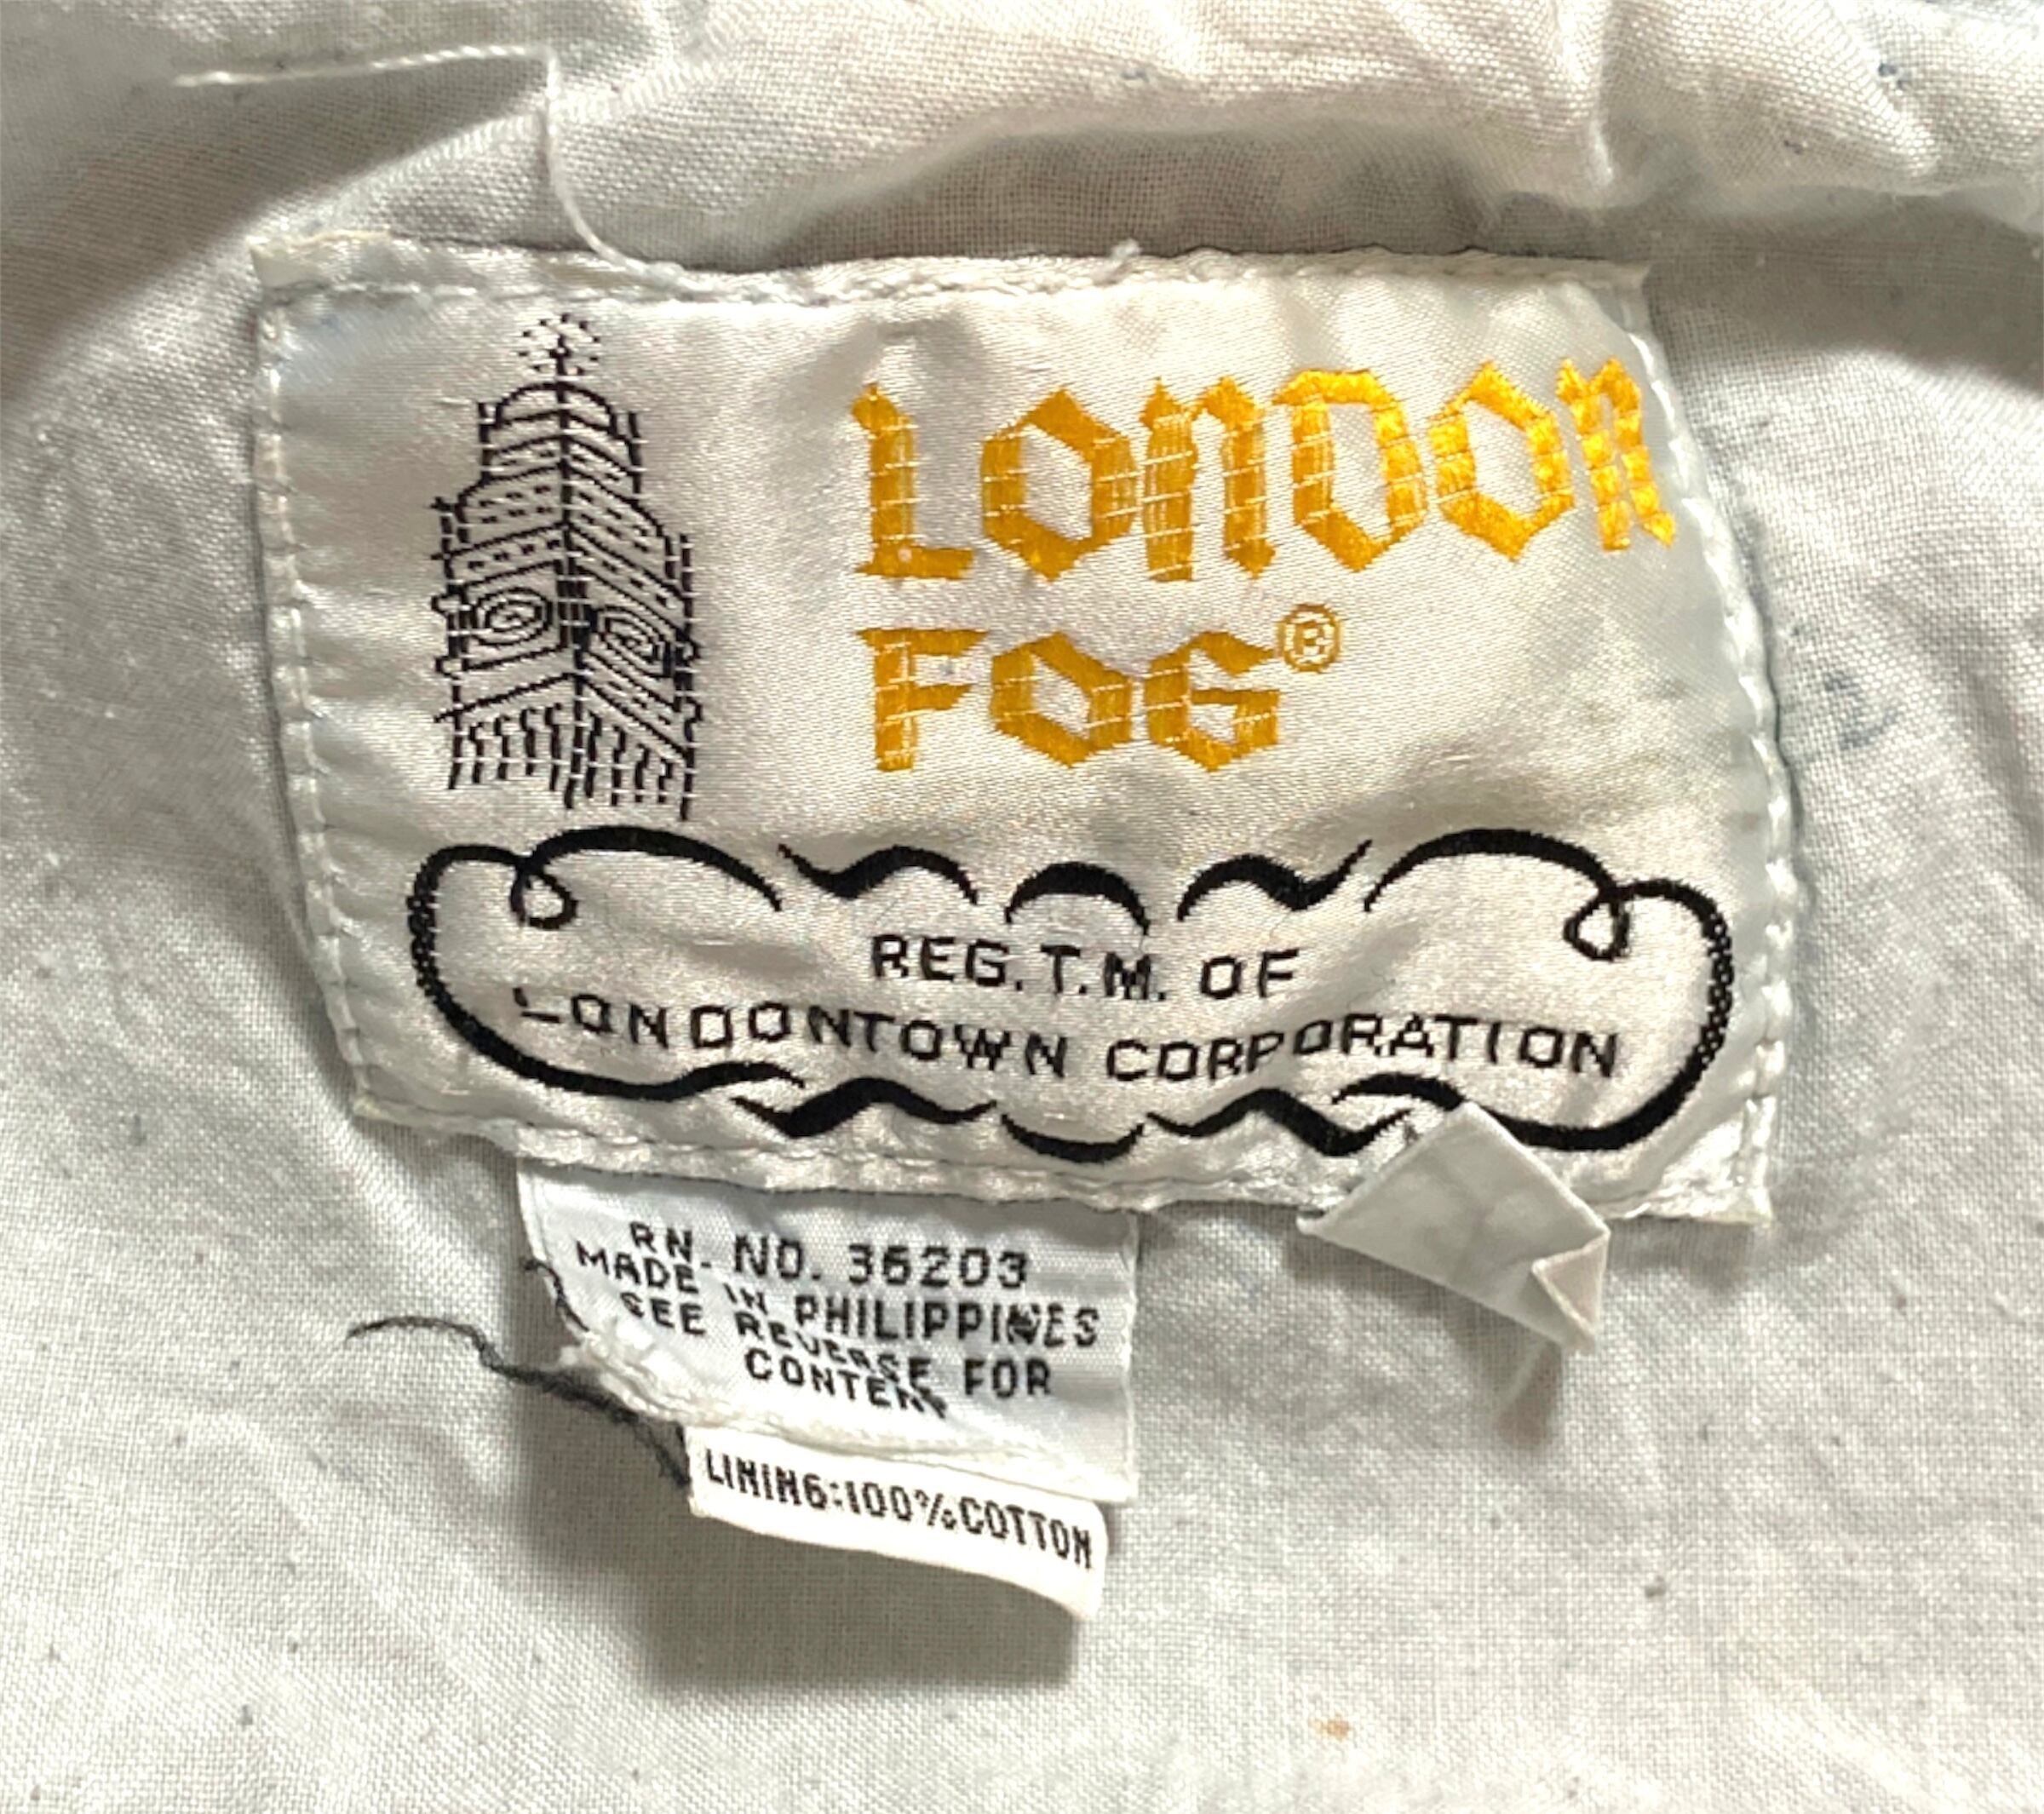 LONDON
FOG®
REG. T.M. OF
LONDONTOWN CORPORATION
RN. NO. 36203
MADE IN PHILIPPINES
SEE REVERSE FOR
CONTENT
LINING:100%COTTON